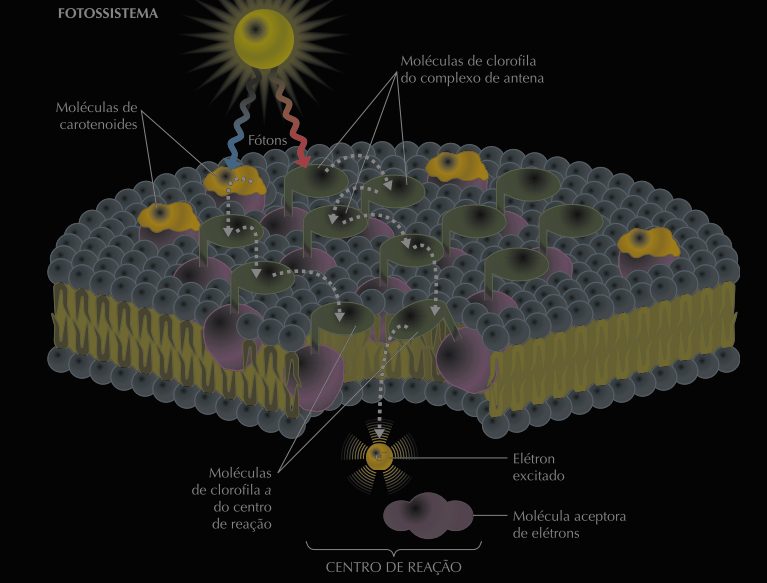 FOTOSSISTEMA
Moléculas de clorofila
do complexo de antena
Moléculas de
carotenoides
Fótons
Elétron
excitado
Moléculas
de clorofila a
do centro
de reação
Molécula aceptora
de elétrons
CENTRO DE REAÇÃO